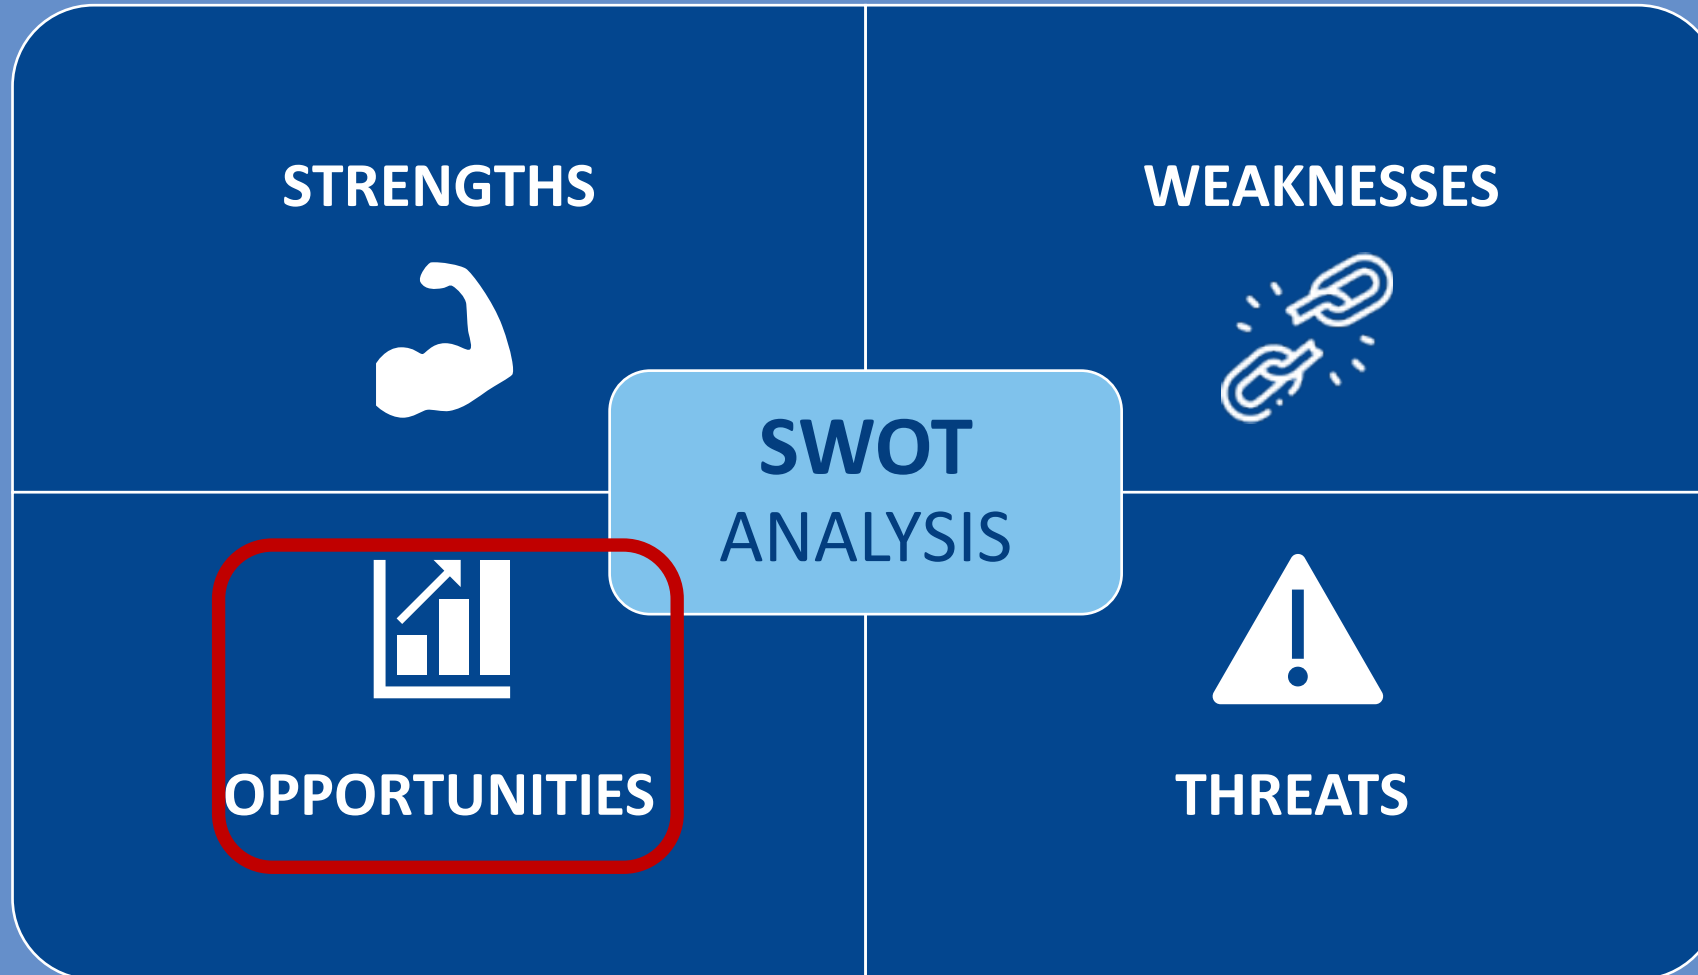 STRENGTHS
WEAKNESSES
SWOT
ANALYSIS
OPPORTUNITIES
THREATS